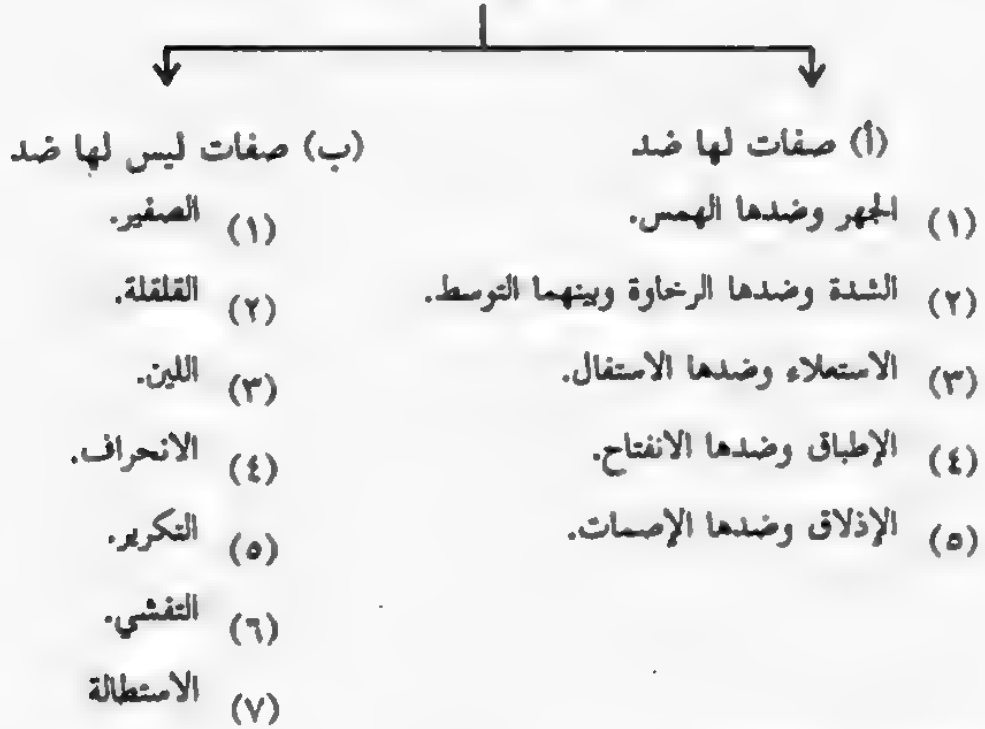 (أ) صفات لها ضد
(١) الجهر وضدها الهمس.
(٢) الشدة وضدها الرخاوة وبينهما التوسط.
(٣) الاستعلاء وضدها الاستفال.
(٤) الإطباق وضدها الانفتاح.
(٥) الإذلاق وضدها الإصمات.
(ب) صفات ليس لها ضد
(١) الصفير.
(٢) القلقلة.
(٣) اللين.
(٤) الانحراف.
(٥) التكرير.
(٦) التفشي.
(٧) الاستطالة